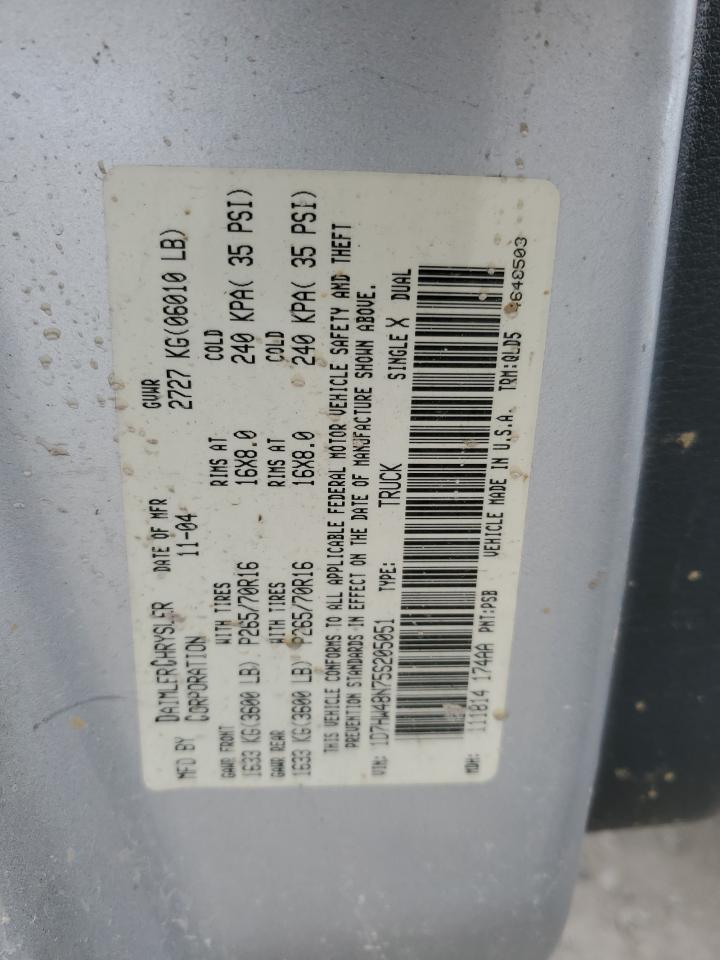 MFD BY DAIMLERCHRYSLER CORPORATION
DATE OF MFR 11-04
GVWR 2727 KG(06010 LB)
GAWR FRONT WITH TIRES RIMS AT COLD
1633 KG(3600 LB) P265/70R16 16X8.0 240 KPA( 35 PSI)
GAWR REAR WITH TIRES RIMS AT COLD
1633 KG(3600 LB) P265/70R16 16X8.0 240 KPA( 35 PSI)
THIS VEHICLE CONFORMS TO ALL APPLICABLE FEDERAL MOTOR VEHICLE SAFETY AND THEFT
PREVENTION STANDARDS IN EFFECT ON THE DATE OF MANUFACTURE SHOWN ABOVE.
VIN: 1D7HW48N75S205051 TYPE: TRUCK SINGLE X DUAL
MDH: 111014 174AA PNT:PSB VEHICLE MADE IN U.S.A. TRM:QLD5 4648503